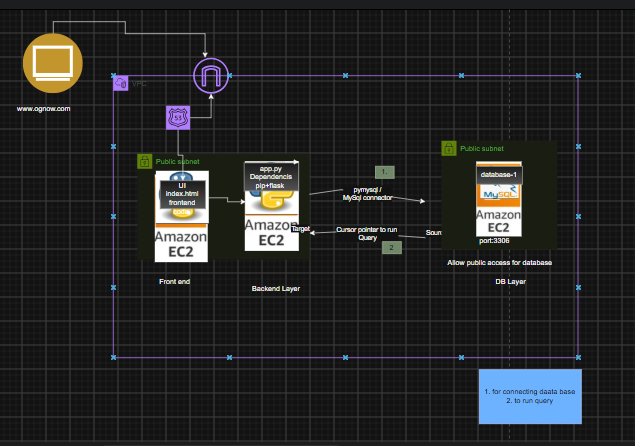 www.ognow.com
VPC
53
Public subnet
UI
index.html
frontend
Amazon
EC2
Front end
app.py
Dependencis
pip+flask
Amazon
EC2
Target
Backend Layer
1.
pymysql /
MySql connector
Cursor pointer to run
Query
2
Public subnet
database-1
MySQL
Amazon
EC2
port:3306
Allow public access for database
DB Layer
1. for connecting daata base
2. to run query